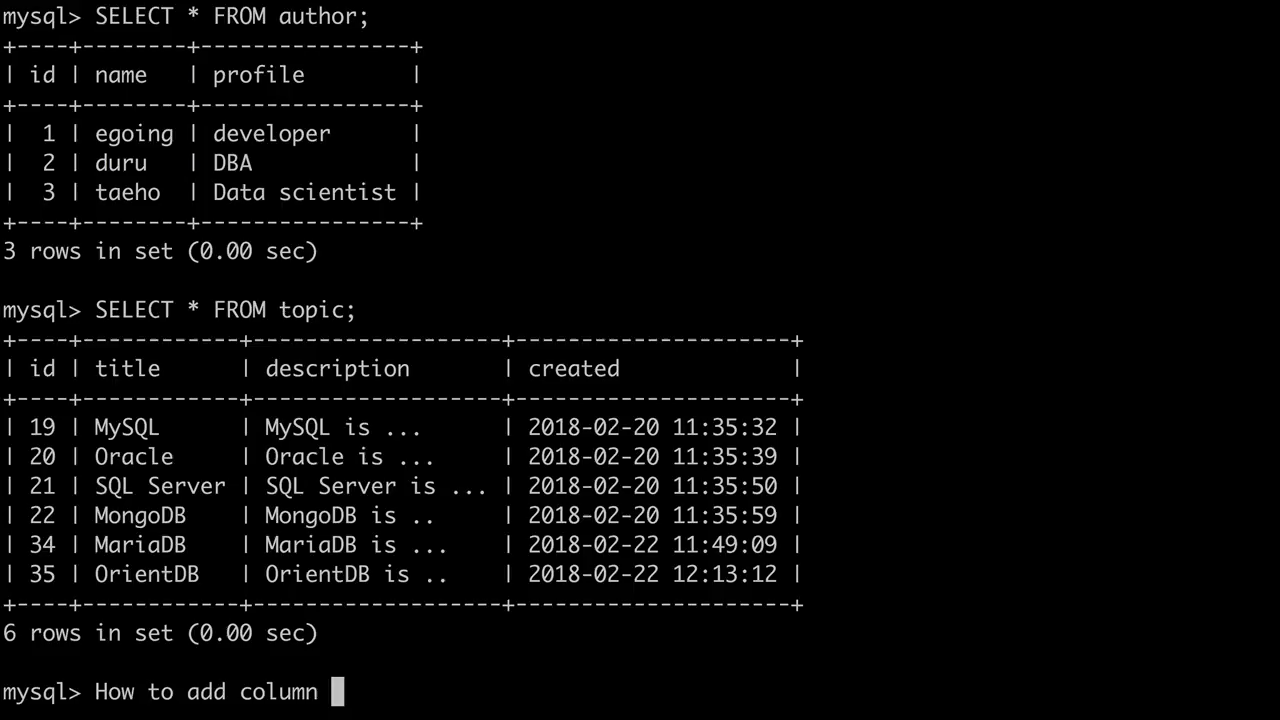 mysql> SELECT * FROM author;
+----+--------+----------------+
| id | name   | profile        |
+----+--------+----------------+
|  1 | egoing | developer      |
|  2 | duru   | DBA            |
|  3 | taeho  | Data scientist |
+----+--------+----------------+
3 rows in set (0.00 sec)

mysql> SELECT * FROM topic;
+----+------------+-------------------+---------------------+
| id | title      | description       | created             |
+----+------------+-------------------+---------------------+
| 19 | MySQL      | MySQL is ...      | 2018-02-20 11:35:32 |
| 20 | Oracle     | Oracle is ...     | 2018-02-20 11:35:39 |
| 21 | SQL Server | SQL Server is ... | 2018-02-20 11:35:50 |
| 22 | MongoDB    | MongoDB is ..     | 2018-02-20 11:35:59 |
| 34 | MariaDB    | MariaDB is ...    | 2018-02-22 11:49:09 |
| 35 | OrientDB   | OrientDB is ..    | 2018-02-22 12:13:12 |
+----+------------+-------------------+---------------------+
6 rows in set (0.00 sec)

mysql> How to add column